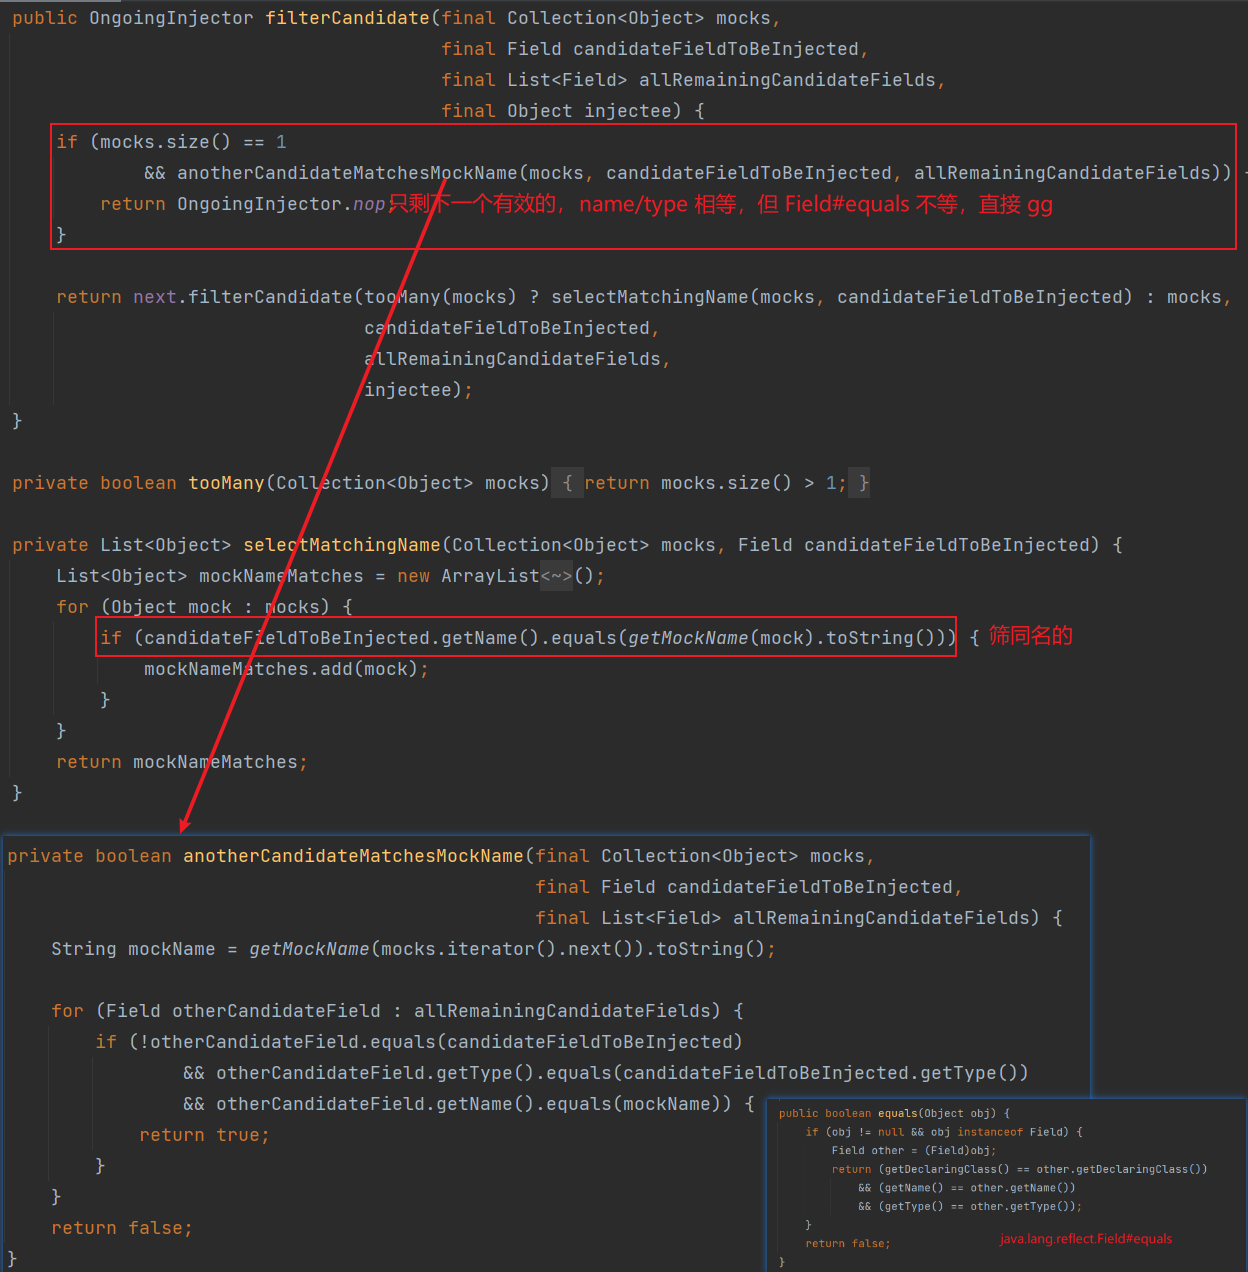 public OngoingInjector filterCandidate(final Collection<Object> mocks,
final Field candidateFieldToBeInjected,
final List<Field> allRemainingCandidateFields,
final Object injectee) {
if (mocks.size() == 1
&& anotherCandidateMatchesMockName(mocks, candidateFieldToBeInjected, allRemainingCandidateFields))
return OngoingInjector.nop; 只剩下一个有效的，name/type 相等，但 Field#equals 不等，直接 gg
}
return next.filterCandidate(tooMany(mocks) ? selectMatchingName(mocks, candidateFieldToBeInjected) : mocks,
candidateFieldToBeInjected,
allRemainingCandidateFields,
injectee);
}
private boolean tooMany(Collection<Object> mocks) { return mocks.size() > 1; }
private List<Object> selectMatchingName(Collection<Object> mocks, Field candidateFieldToBeInjected) {
List<Object> mockNameMatches = new ArrayList<~>();
for (Object mock : mocks) {
if (candidateFieldToBeInjected.getName().equals(getMockName(mock).toString())) { 筛同名的
mockNameMatches.add(mock);
}
}
return mockNameMatches;
}
private boolean anotherCandidateMatchesMockName(final Collection<Object> mocks,
final Field candidateFieldToBeInjected,
final List<Field> allRemainingCandidateFields) {
String mockName = getMockName(mocks.iterator().next()).toString();
for (Field otherCandidateField : allRemainingCandidateFields) {
if (!otherCandidateField.equals(candidateFieldToBeInjected)
&& otherCandidateField.getType().equals(candidateFieldToBeInjected.getType())
&& otherCandidateField.getName().equals(mockName)) {
return true;
}
}
return false;
}
public boolean equals(Object obj) {
if (obj != null && obj instanceof Field) {
Field other = (Field)obj;
return (getDeclaringClass() == other.getDeclaringClass())
&& (getName() == other.getName())
&& (getType() == other.getType());
}
return false;
java.lang.reflect.Field#equals
}